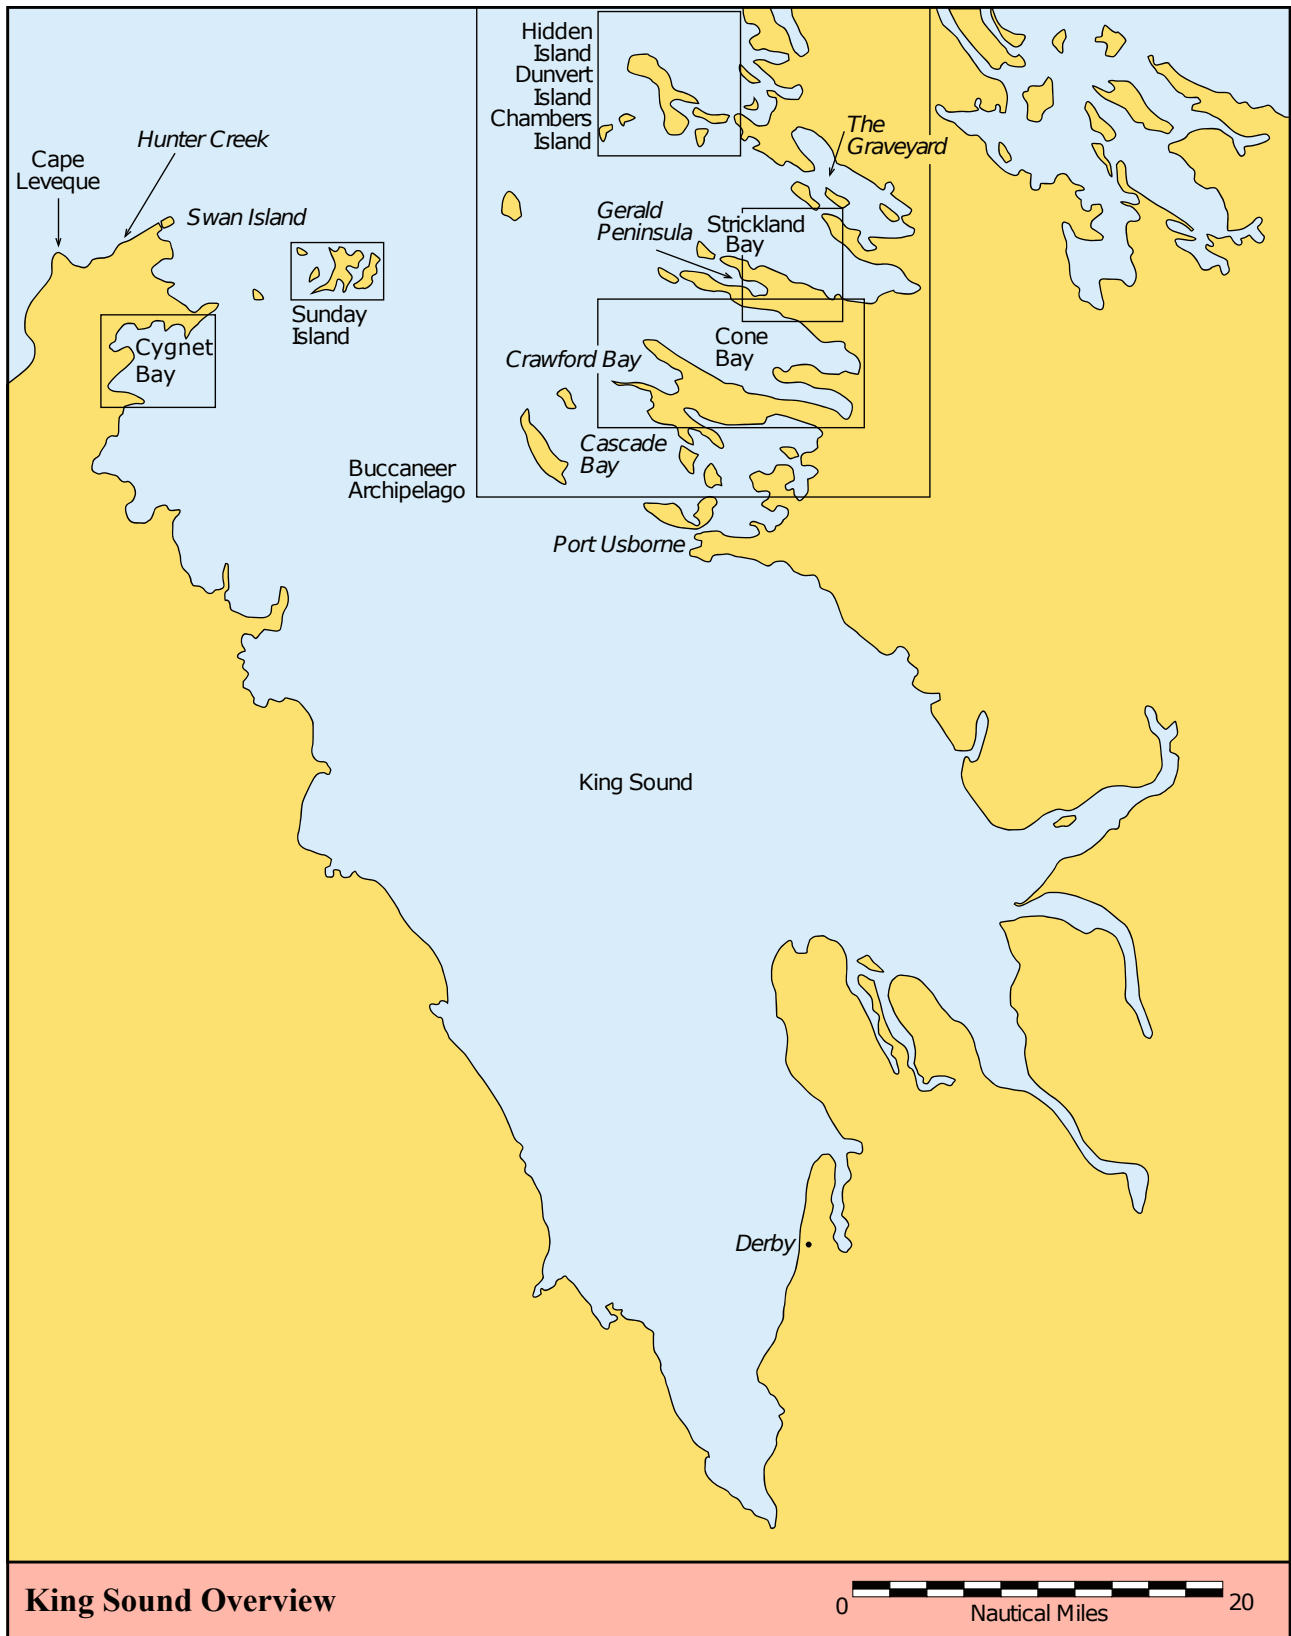 Hidden
Island
Dunvert
Island
Chambers
Island
The
Graveyard
Hunter Creek
Cape
Leveque
Swan Island
Gerald
Peninsula
Strickland
Bay
Sunday
Island
Cygnet
Bay
Cone
Bay
Crawford Bay
Cascade
Bay
Buccaneer
Archipelago
Port Usborne
King Sound
Derby
King Sound Overview
0
20
Nautical Miles